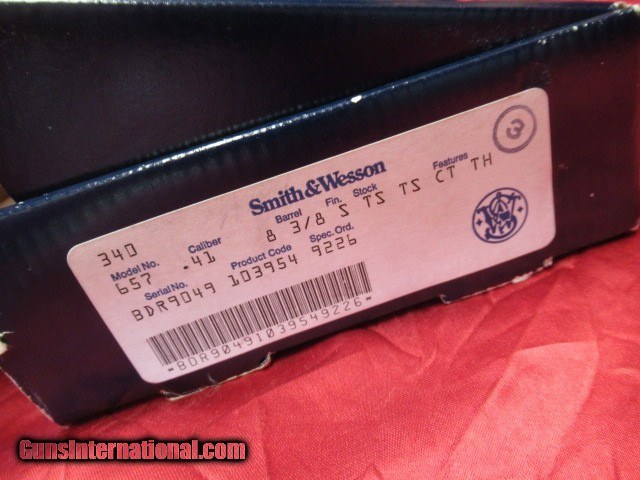 3
Smith & Wesson
340
Model No. Caliber Barrel Fin. Stock Features
657 .41 8 3/8 S TS TS CT TH
Serial No. Product Code Spec. Ord.
BDR9049 103954 9226
*BDR90491039549226*
GunsInternational.com